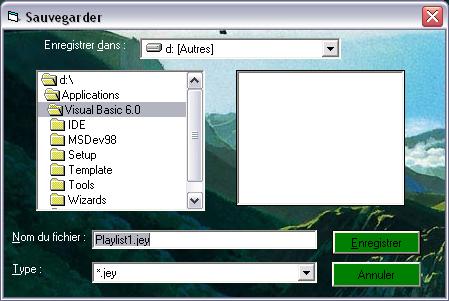 Sauvegarder
Enregistrer dans :
d: [Autres]
d:\
Applications
Visual Basic 6.0
IDE
MSDev98
Setup
Template
Tools
Wizards
Nom du fichier :
Playlist1.jey
Enregistrer
Type :
*.jey
Annuler